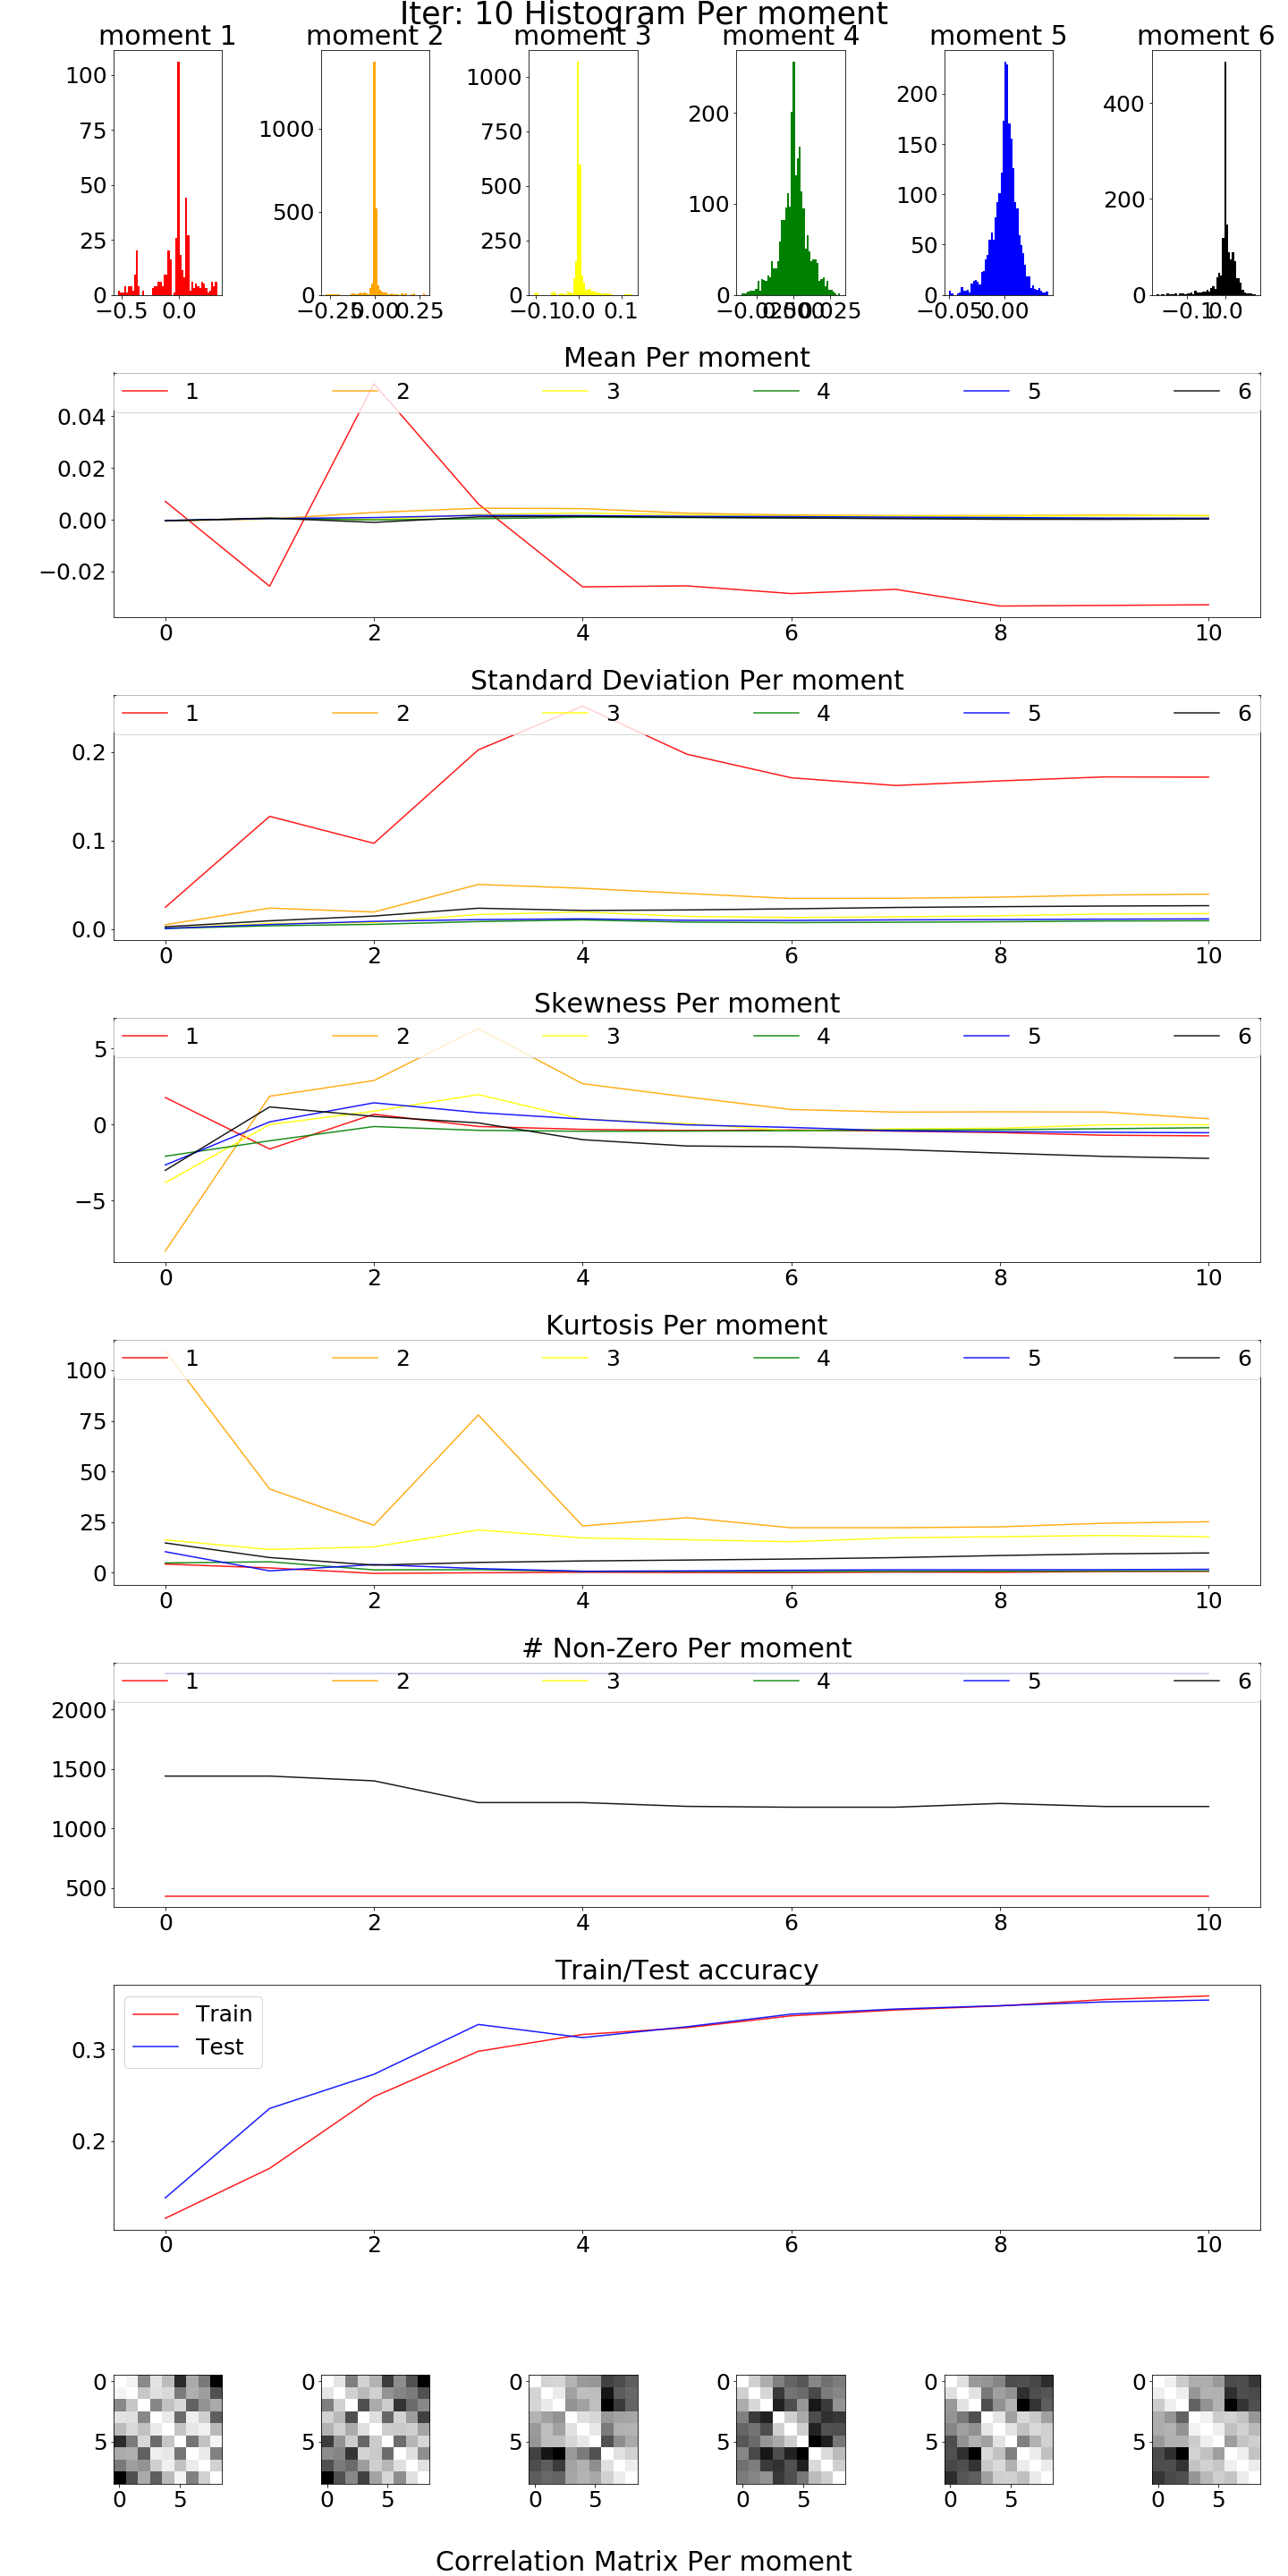 Iter: 10 Histogram Per moment
moment 1 moment 2 moment 3 moment 4 moment 5 moment 6
100 75 50 25 0
1000 500 0
1000 750 500 250 0
200 100 0
200 150 100 50 0
400 200 0
−0.5 0.0 −0.25 0.00 0.25 −0.1 0.0 0.1 −0.025 0.000 0.025 −0.05 0.00 −0.1 0.0
Mean Per moment
1 2 3 4 5 6
0.04
0.02
0.00
−0.02
0 2 4 6 8 10
Standard Deviation Per moment
1 2 3 4 5 6
0.2
0.1
0.0
0 2 4 6 8 10
Skewness Per moment
1 2 3 4 5 6
5
0
−5
0 2 4 6 8 10
Kurtosis Per moment
1 2 3 4 5 6
100
75
50
25
0
0 2 4 6 8 10
# Non-Zero Per moment
1 2 3 4 5 6
2000
1500
1000
500
0 2 4 6 8 10
Train/Test accuracy
Train
Test
0.3
0.2
0 2 4 6 8 10
0 0 0 0 0 0
5 5 5 5 5 5
0 5 0 5 0 5 0 5 0 5 0 5
Correlation Matrix Per moment